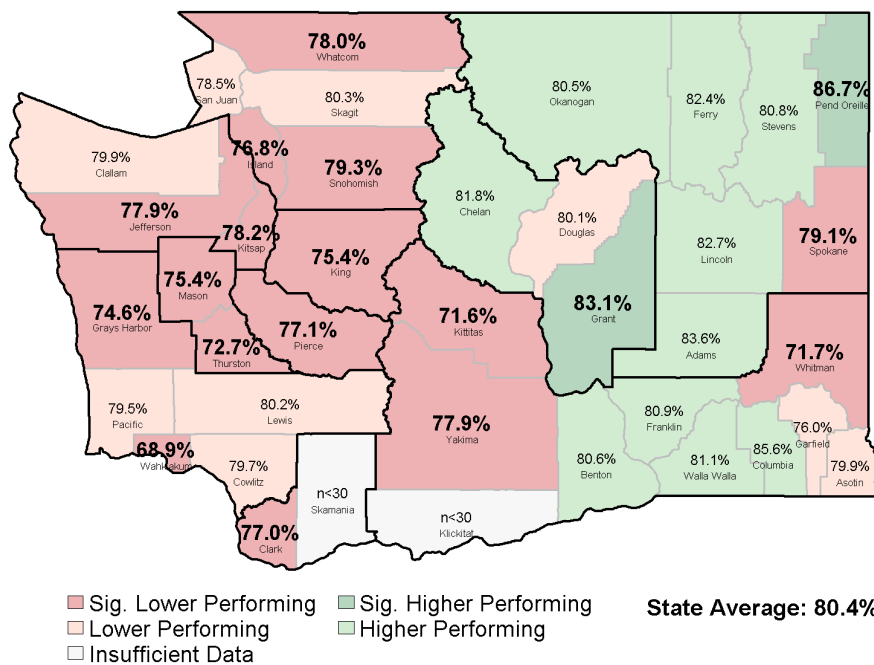 78.0%
Whatcom
78.5%
San Juan
80.3%
Skagit
80.5%
Okanogan
82.4%
Ferry
80.8%
Stevens
86.7%
Pend Oreille
79.9%
Clallam
76.8%
Island
79.3%
Snohomish
81.8%
Chelan
80.1%
Douglas
77.9%
Jefferson
78.2%
Kitsap
75.4%
King
82.7%
Lincoln
79.1%
Spokane
75.4%
Mason
74.6%
Grays Harbor
72.7%
Thurston
77.1%
Pierce
71.6%
Kittitas
83.1%
Grant
83.6%
Adams
71.7%
Whitman
79.5%
Pacific
80.2%
Lewis
77.9%
Yakima
80.9%
Franklin
76.0%
Garfield
68.9%
Wahkiakum
79.7%
Cowlitz
80.6%
Benton
81.1%
Walla Walla
85.6%
Columbia
79.9%
Asotin
n<30
Skamania
n<30
Klickitat
77.0%
Clark
Sig. Lower Performing
Sig. Higher Performing
State Average: 80.4%
Lower Performing
Higher Performing
Insufficient Data